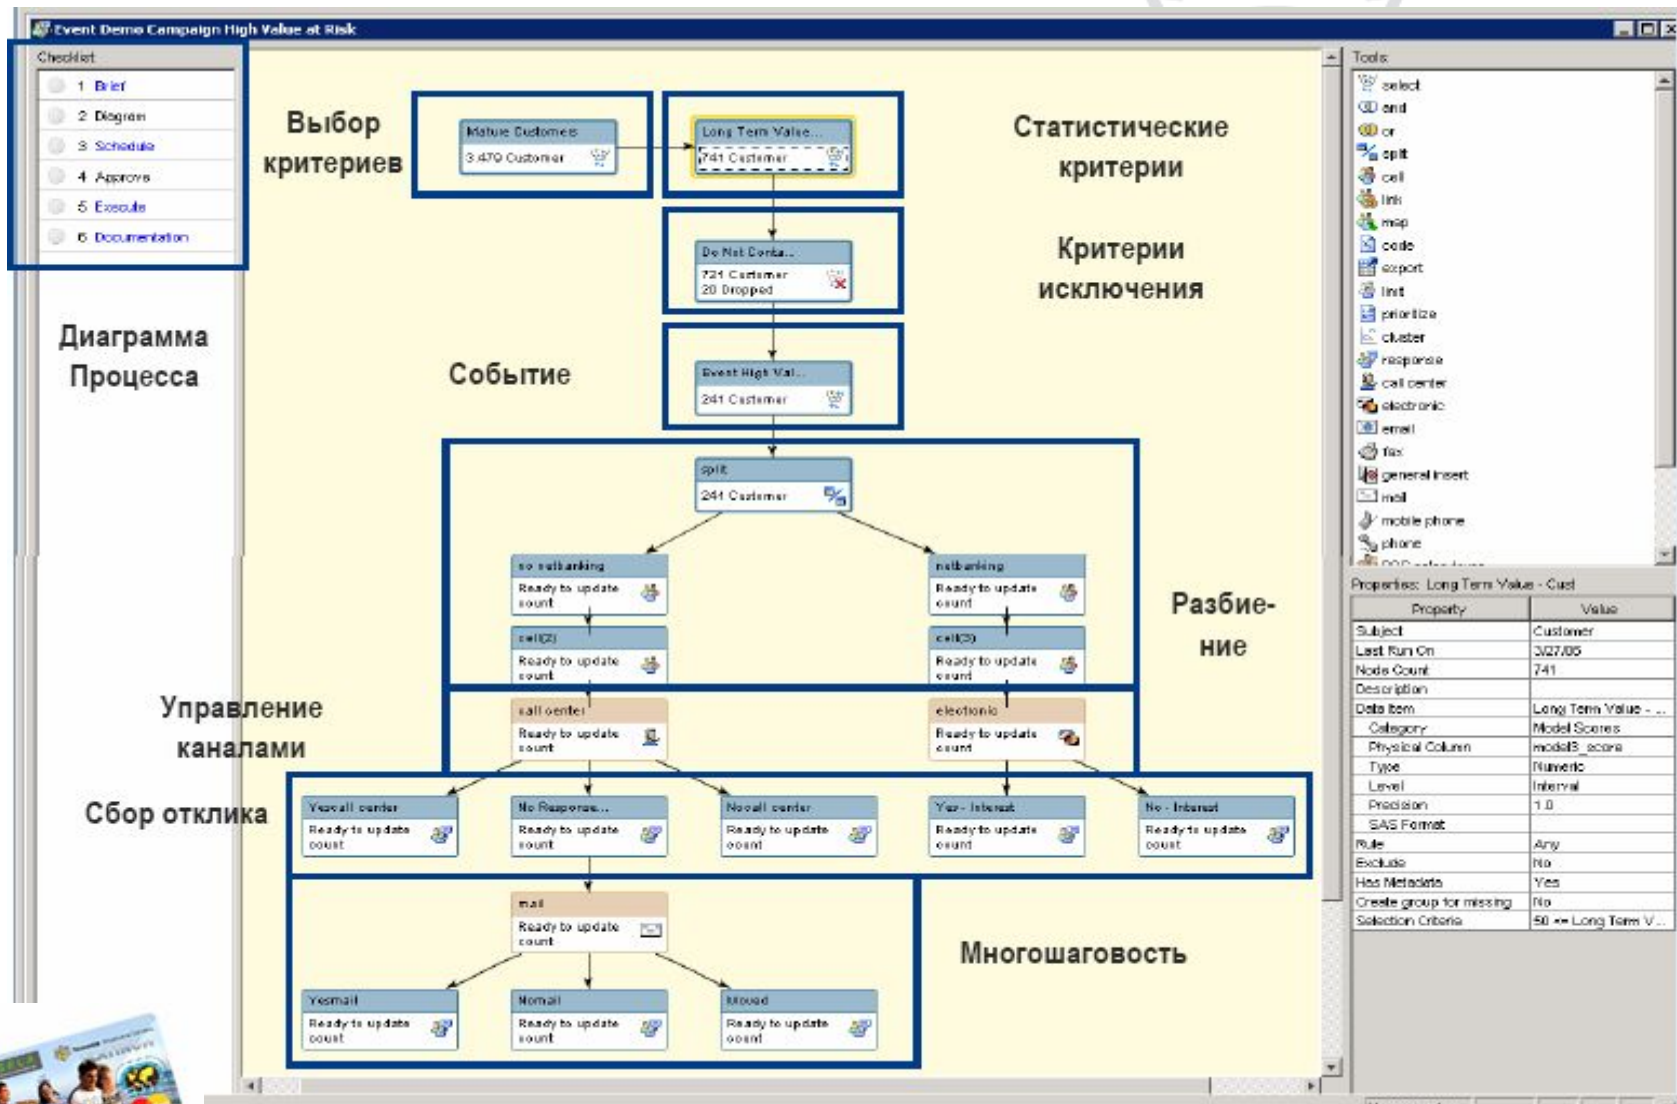 Event Demo Campaign High Value at Risk
Checklist
1 Brief
2 Diagram
3 Schedule
4 Approve
5 Execute
6 Documentation
Диаграмма
Процесса
Выбор
критериев
Mature Customers
3.479 Customer
Long Term Value...
741 Customer
Статистические
критерии
Do Not Conta...
721 Customer
20 Dropped
Критерии
исключения
Событие
Event High Val...
241 Customer
split
241 Customer
no netbanking
Ready to update
count
netbanking
Ready to update
count
Разбие-
ние
cell(2)
Ready to update
count
cell(3)
Ready to update
count
Управление
каналами
call center
Ready to update
count
electronic
Ready to update
count
Сбор отклика
Yescall center
Ready to update
count
No Response...
Ready to update
count
Nocall center
Ready to update
count
Yes - Interest
Ready to update
count
No - Interest
Ready to update
count
mail
Ready to update
count
Многошаговость
Yesmail
Ready to update
count
Nomail
Ready to update
count
Moved
Ready to update
count
Tools:
select
and
or
split
cell
link
map
code
export
limit
prioritize
cluster
response
call center
electronic
email
fax
general insert
mail
mobile phone
phone
Properties: Long Term Value - Cust
Property Value
Subject Customer
Last Run On 3/27/06
Node Count 741
Description
Data Item Long Term Value - ...
Category Model Scores
Physical Column model3_score
Type Numeric
Level Interval
Precision 1.0
SAS Format
Rule Any
Exclude No
Has Metadata Yes
Create group for missing No
Selection Criteria 50 <= Long Term V...